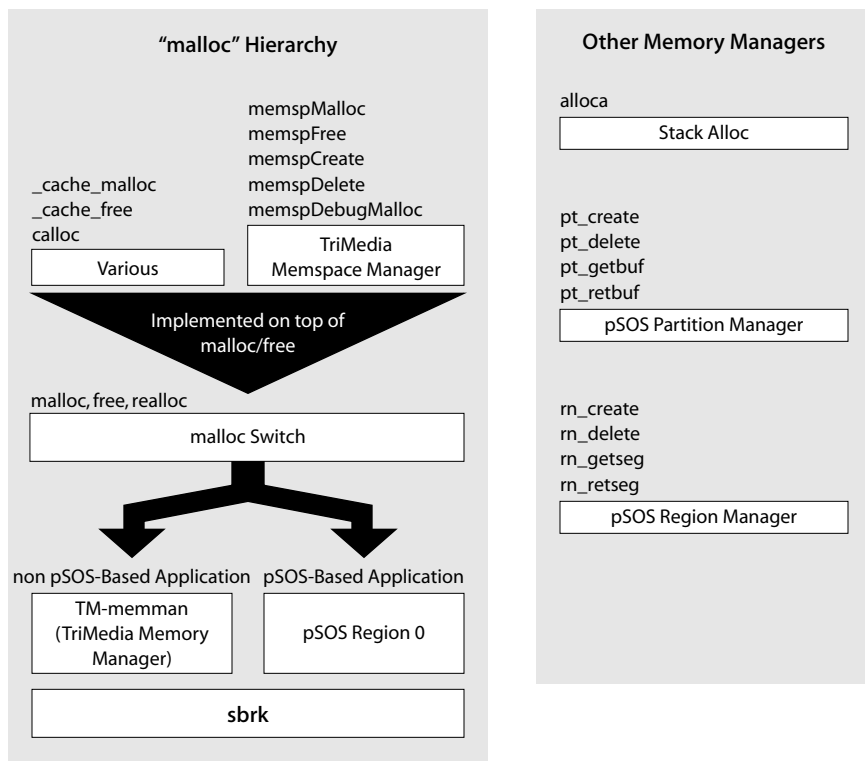 “malloc” Hierarchy
_cache_malloc
_cache_free
calloc
Various
memspMalloc
memspFree
memspCreate
memspDelete
memspDebugMalloc
TriMedia
Memspace Manager
Implemented on top of
malloc/free
malloc, free, realloc
malloc Switch
non pSOS-Based Application
TM-memman
(TriMedia Memory
Manager)
pSOS-Based Application
pSOS Region 0
sbrk
Other Memory Managers
alloca
Stack Alloc
pt_create
pt_delete
pt_getbuf
pt_retbuf
pSOS Partition Manager
rn_create
rn_delete
rn_getseg
rn_retseg
pSOS Region Manager